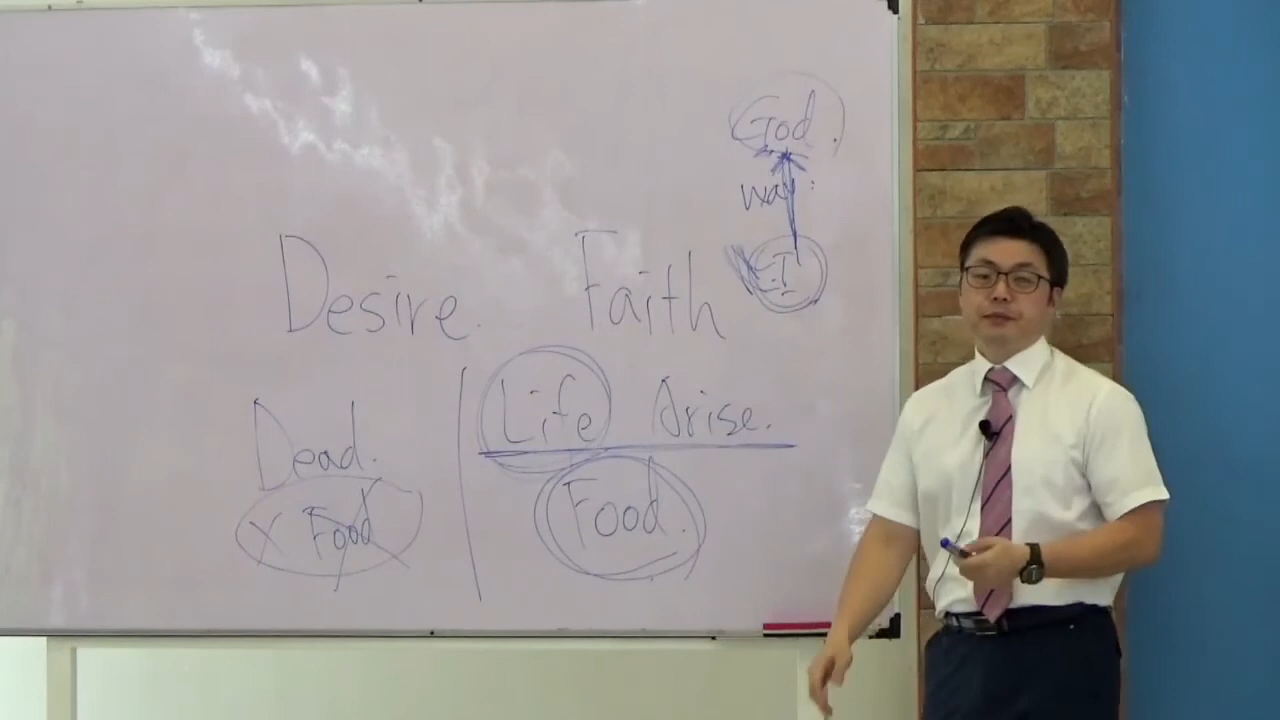 God.
way:
I
Desire. Faith
Dead. Life Arise.
X Food Food.